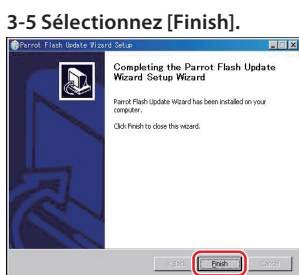 3-5 Sélectionnez [Finish].
Parrot Flash Update Wizard Setup
Completing the Parrot Flash Update
Wizard Setup Wizard
Parrot Flash Update Wizard has been installed on your
computer.
Click Finish to close this wizard.
< Back Finish Cancel